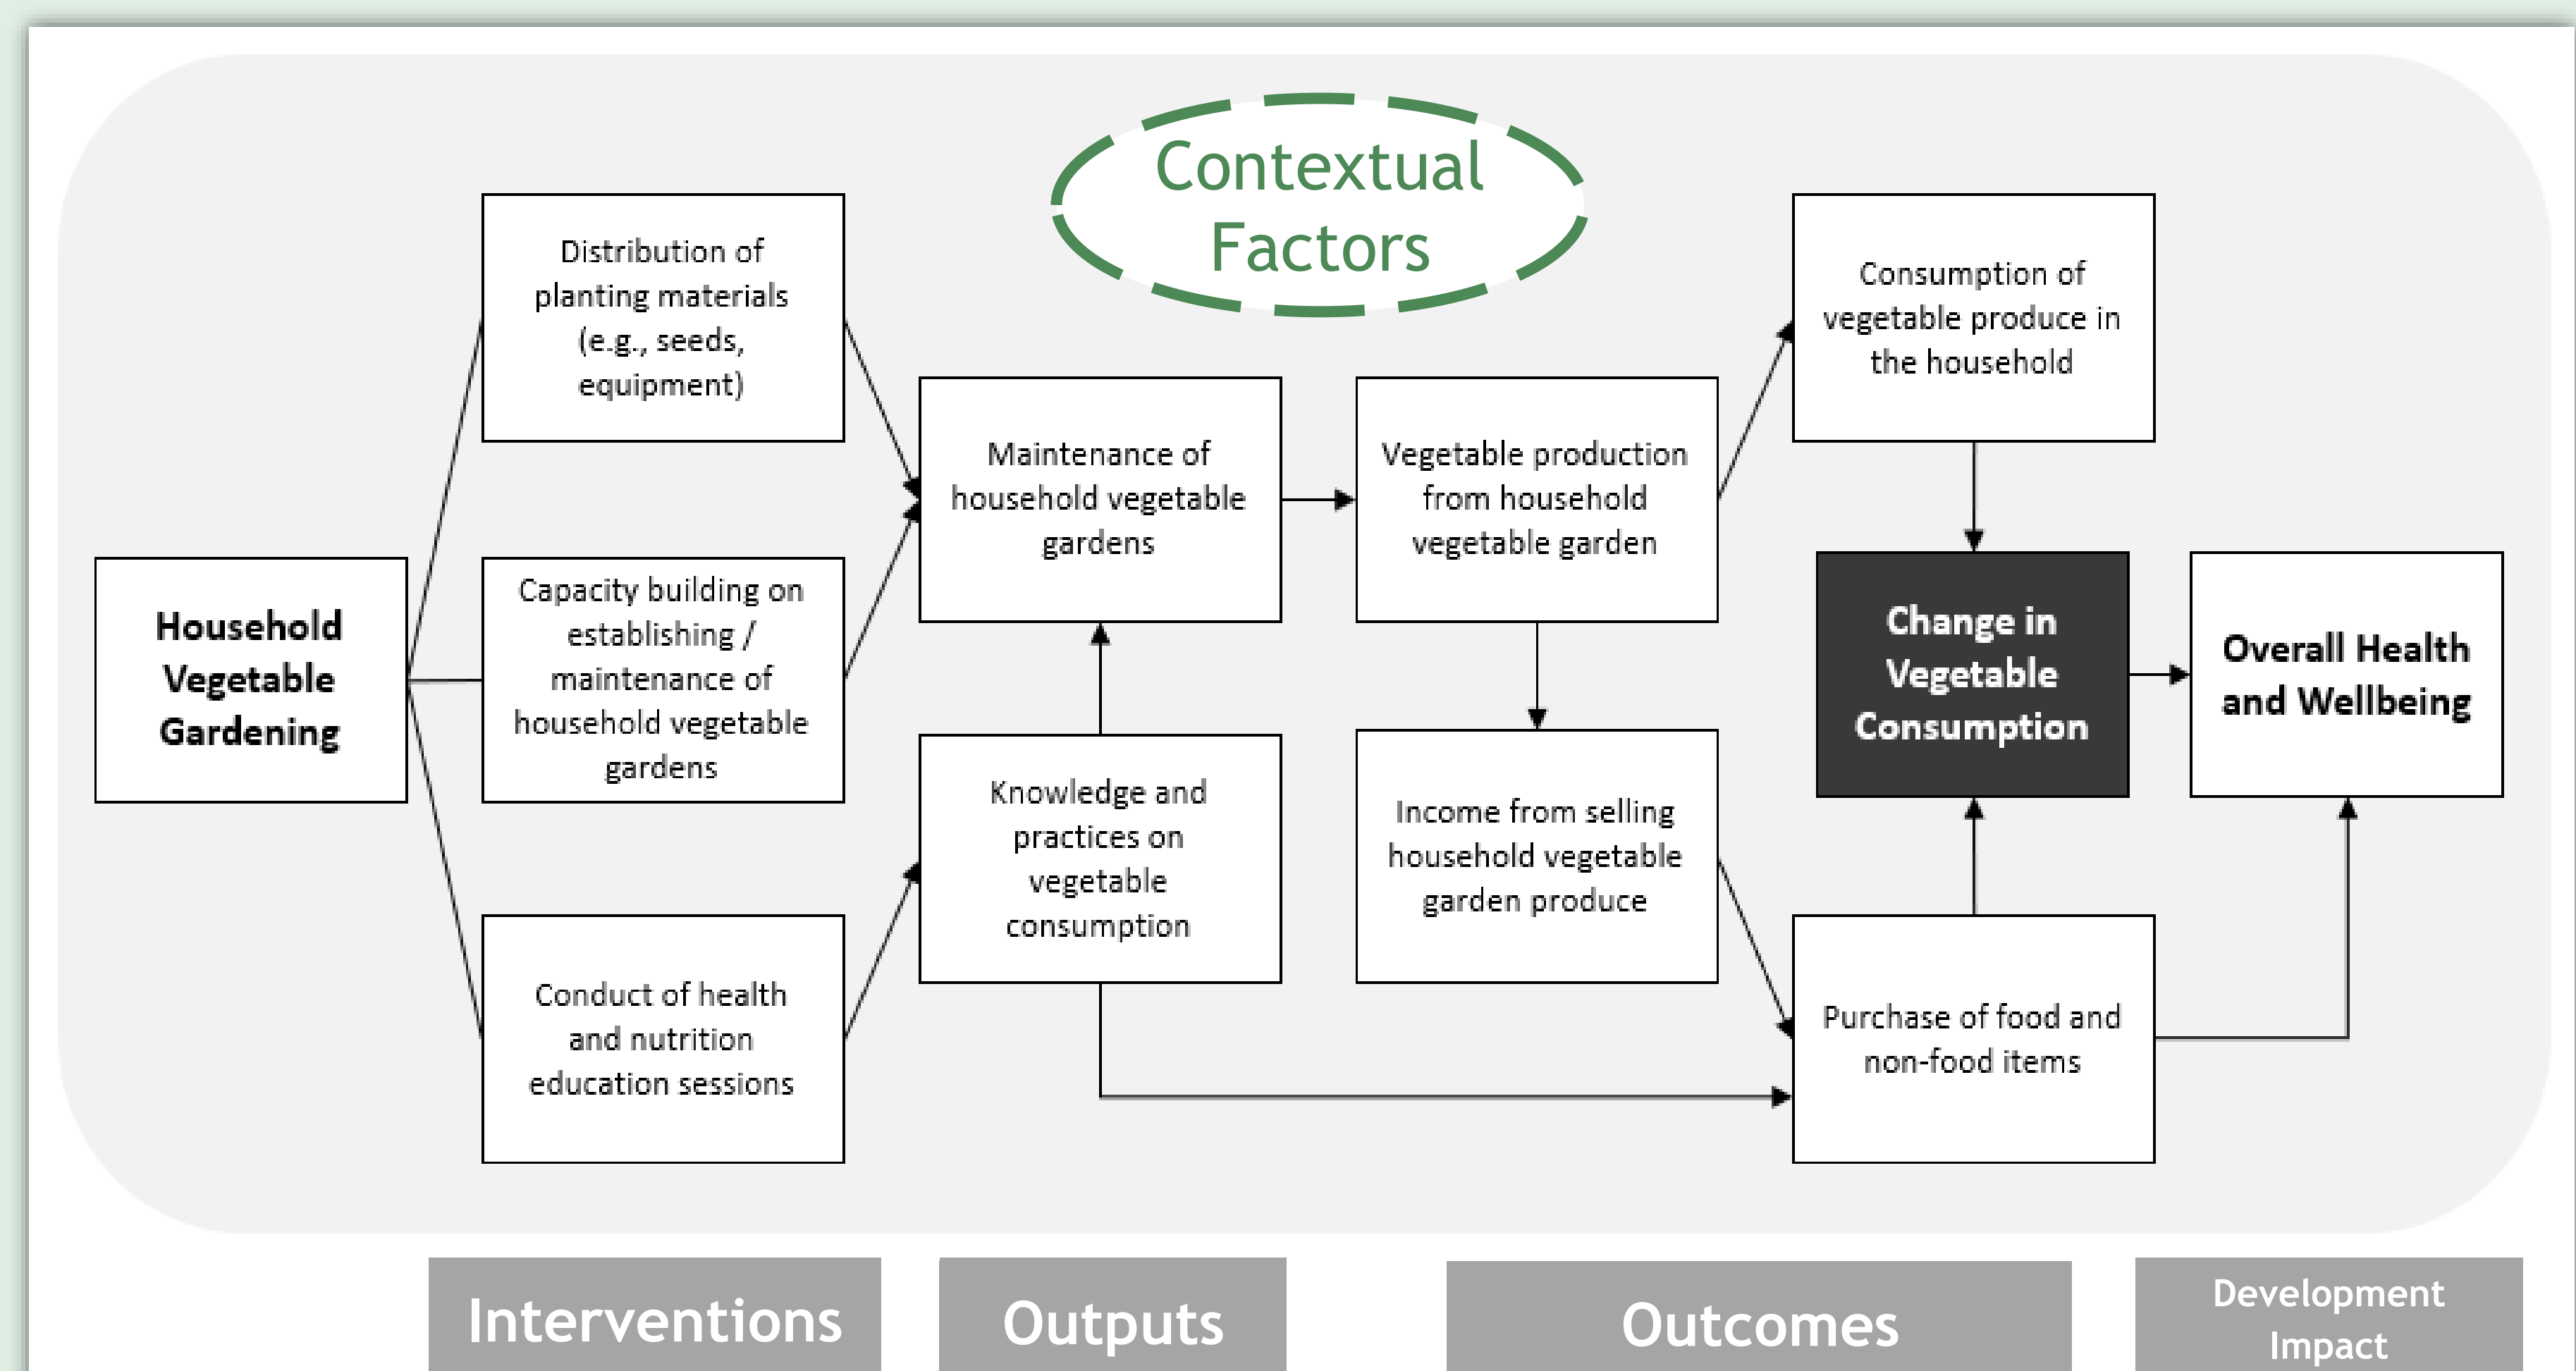 Contextual
Factors
Distribution of
planting materials
(e.g., seeds,
equipment)
Consumption of
vegetable produce in
the household
Maintenance of
household vegetable
gardens
Vegetable production
from household
vegetable garden
Household
Vegetable
Gardening
Capacity building on
establishing /
maintenance of
household vegetable
gardens
Change in
Vegetable
Consumption
Overall Health
and Wellbeing
Knowledge and
practices on
vegetable
consumption
Income from selling
household vegetable
garden produce
Conduct of health
and nutrition
education sessions
Purchase of food and
non-food items
Interventions
Outputs
Outcomes
Development
Impact